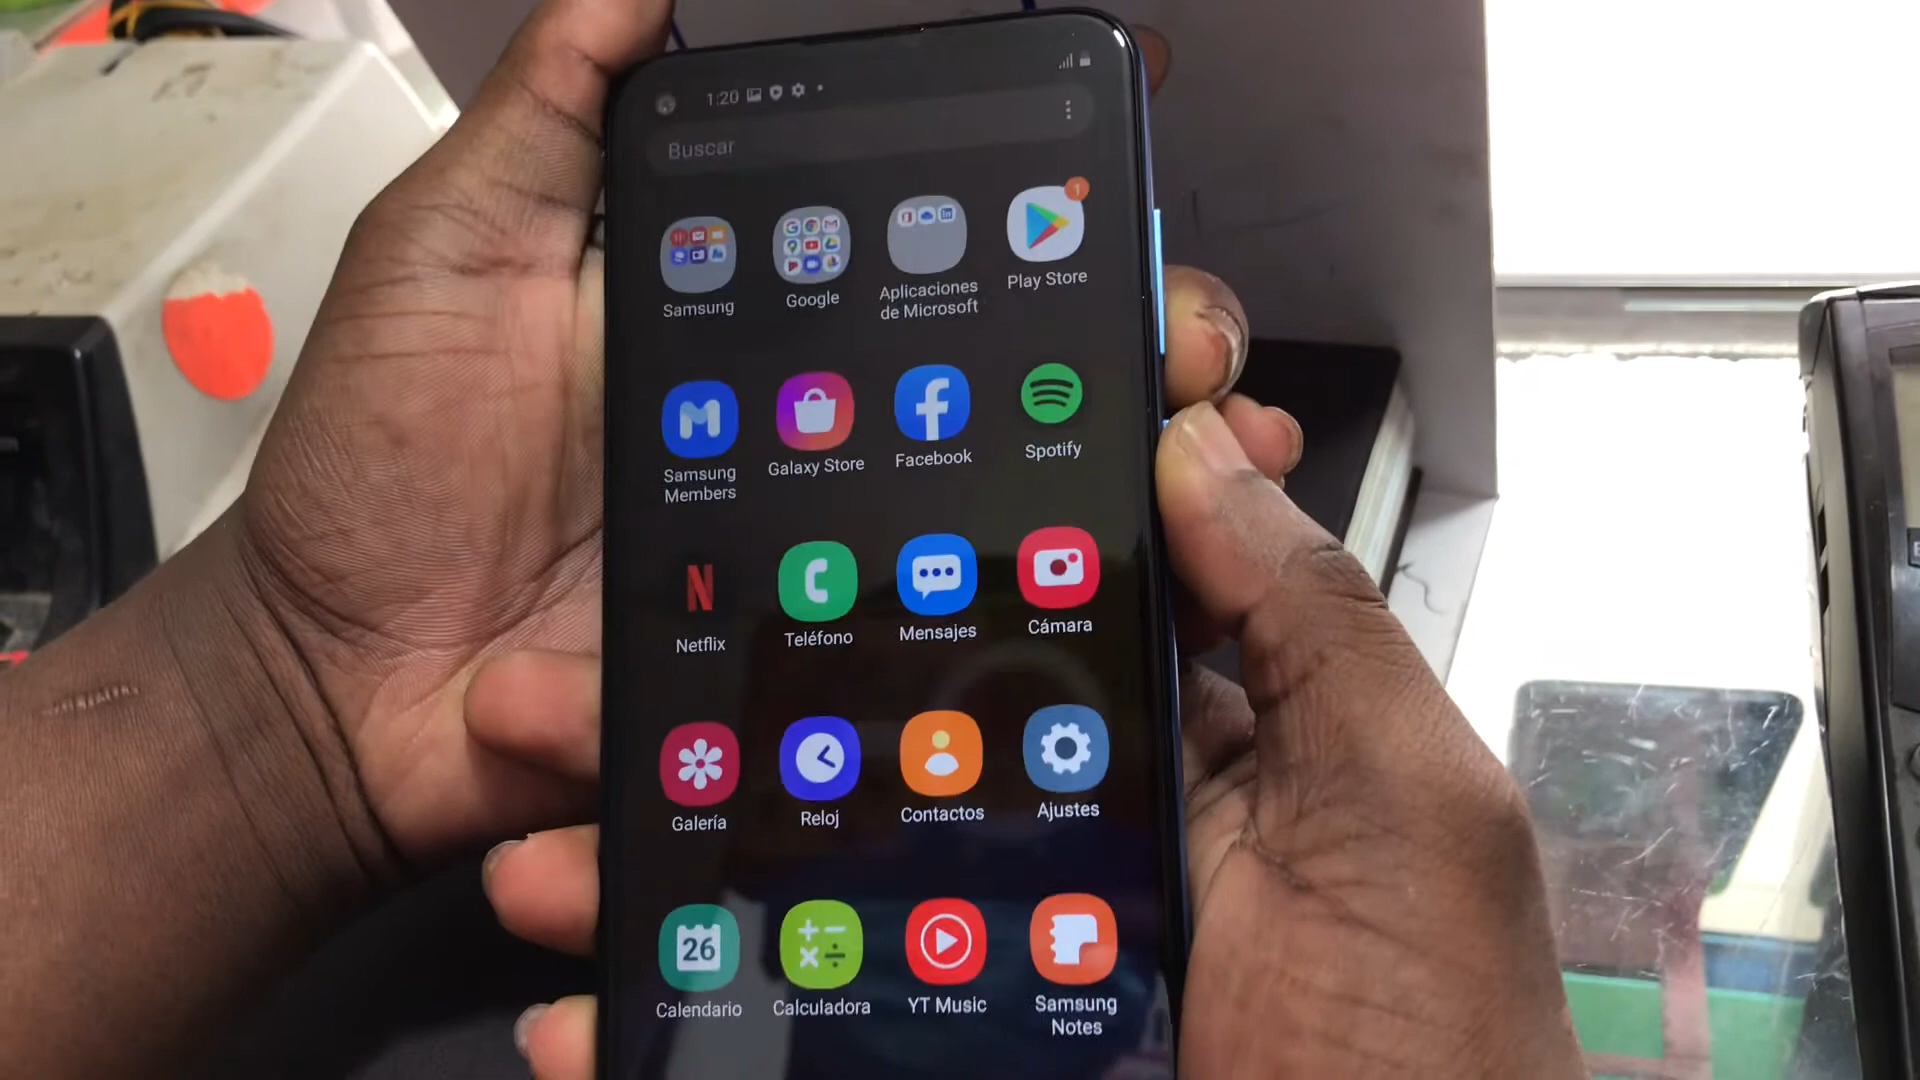 1:20
Buscar
1
Samsung
Google
Aplicaciones
de Microsoft
Play Store
Samsung
Members
Galaxy Store
Facebook
Spotify
N
Netflix
Teléfono
Mensajes
Cámara
Galería
Reloj
Contactos
Ajustes
26
Calendario
Calculadora
YT Music
Samsung
Notes